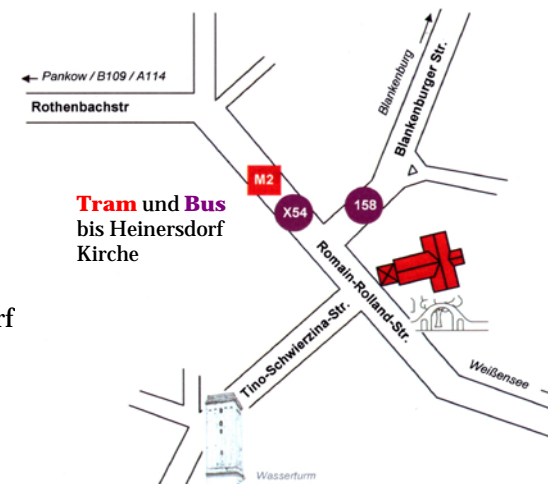 ← Pankow / B109 / A114
Rothenbachstr
Blankenburg →
Blankenburger Str.
M2
X54
158
Tram und Bus
bis Heinersdorf
Kirche
Romain-Rolland-Str.
rf
Tino-Schwierzina-Str.
Weißensee
Wasserturm